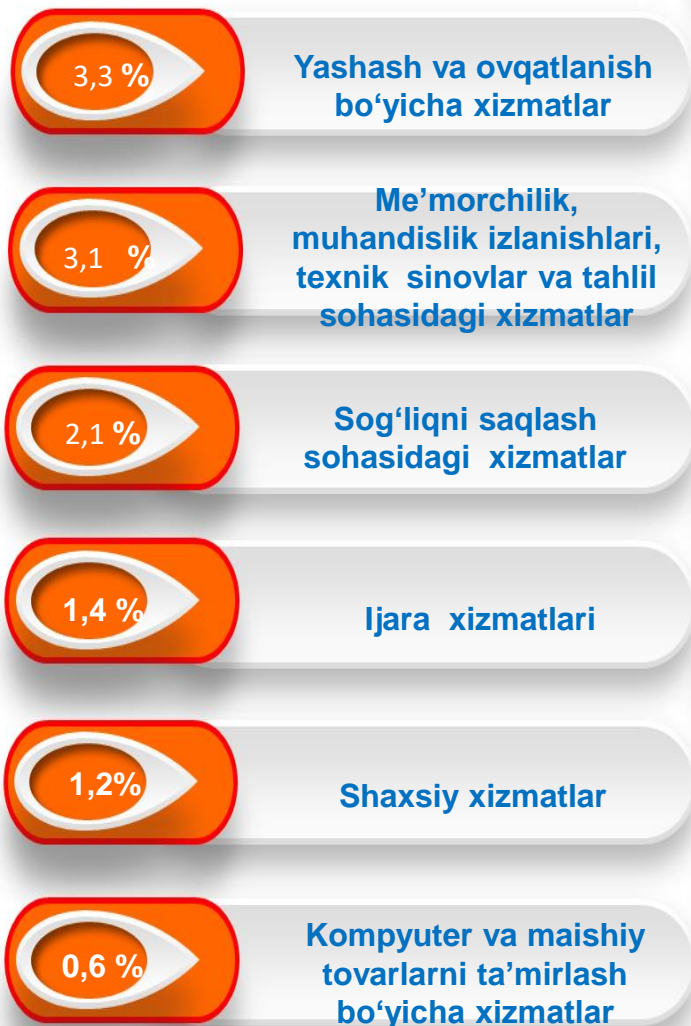 3,3 %
Yashash va ovqatlanish
bo‘yicha xizmatlar
3,1 %
Me’morchilik,
muhandislik izlanishlari,
texnik sinovlar va tahlil
sohasidagi xizmatlar
2,1 %
Sog‘liqni saqlash
sohasidagi xizmatlar
1,4 %
Ijara xizmatlari
1,2%
Shaxsiy xizmatlar
0,6 %
Kompyuter va maishiy
tovarlarni ta’mirlash
bo‘yicha xizmatlar